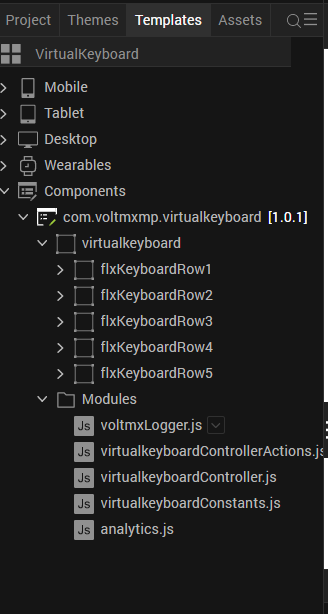 Project Themes Templates Assets
VirtualKeyboard
Mobile
Tablet
Desktop
Wearables
Components
com.voltmxmp.virtualkeyboard [1.0.1]
virtualkeyboard
flxKeyboardRow1
flxKeyboardRow2
flxKeyboardRow3
flxKeyboardRow4
flxKeyboardRow5
Modules
Js voltmxLogger.js
Js virtualkeyboardControllerActions.js
Js virtualkeyboardController.js
Js virtualkeyboardConstants.js
Js analytics.js